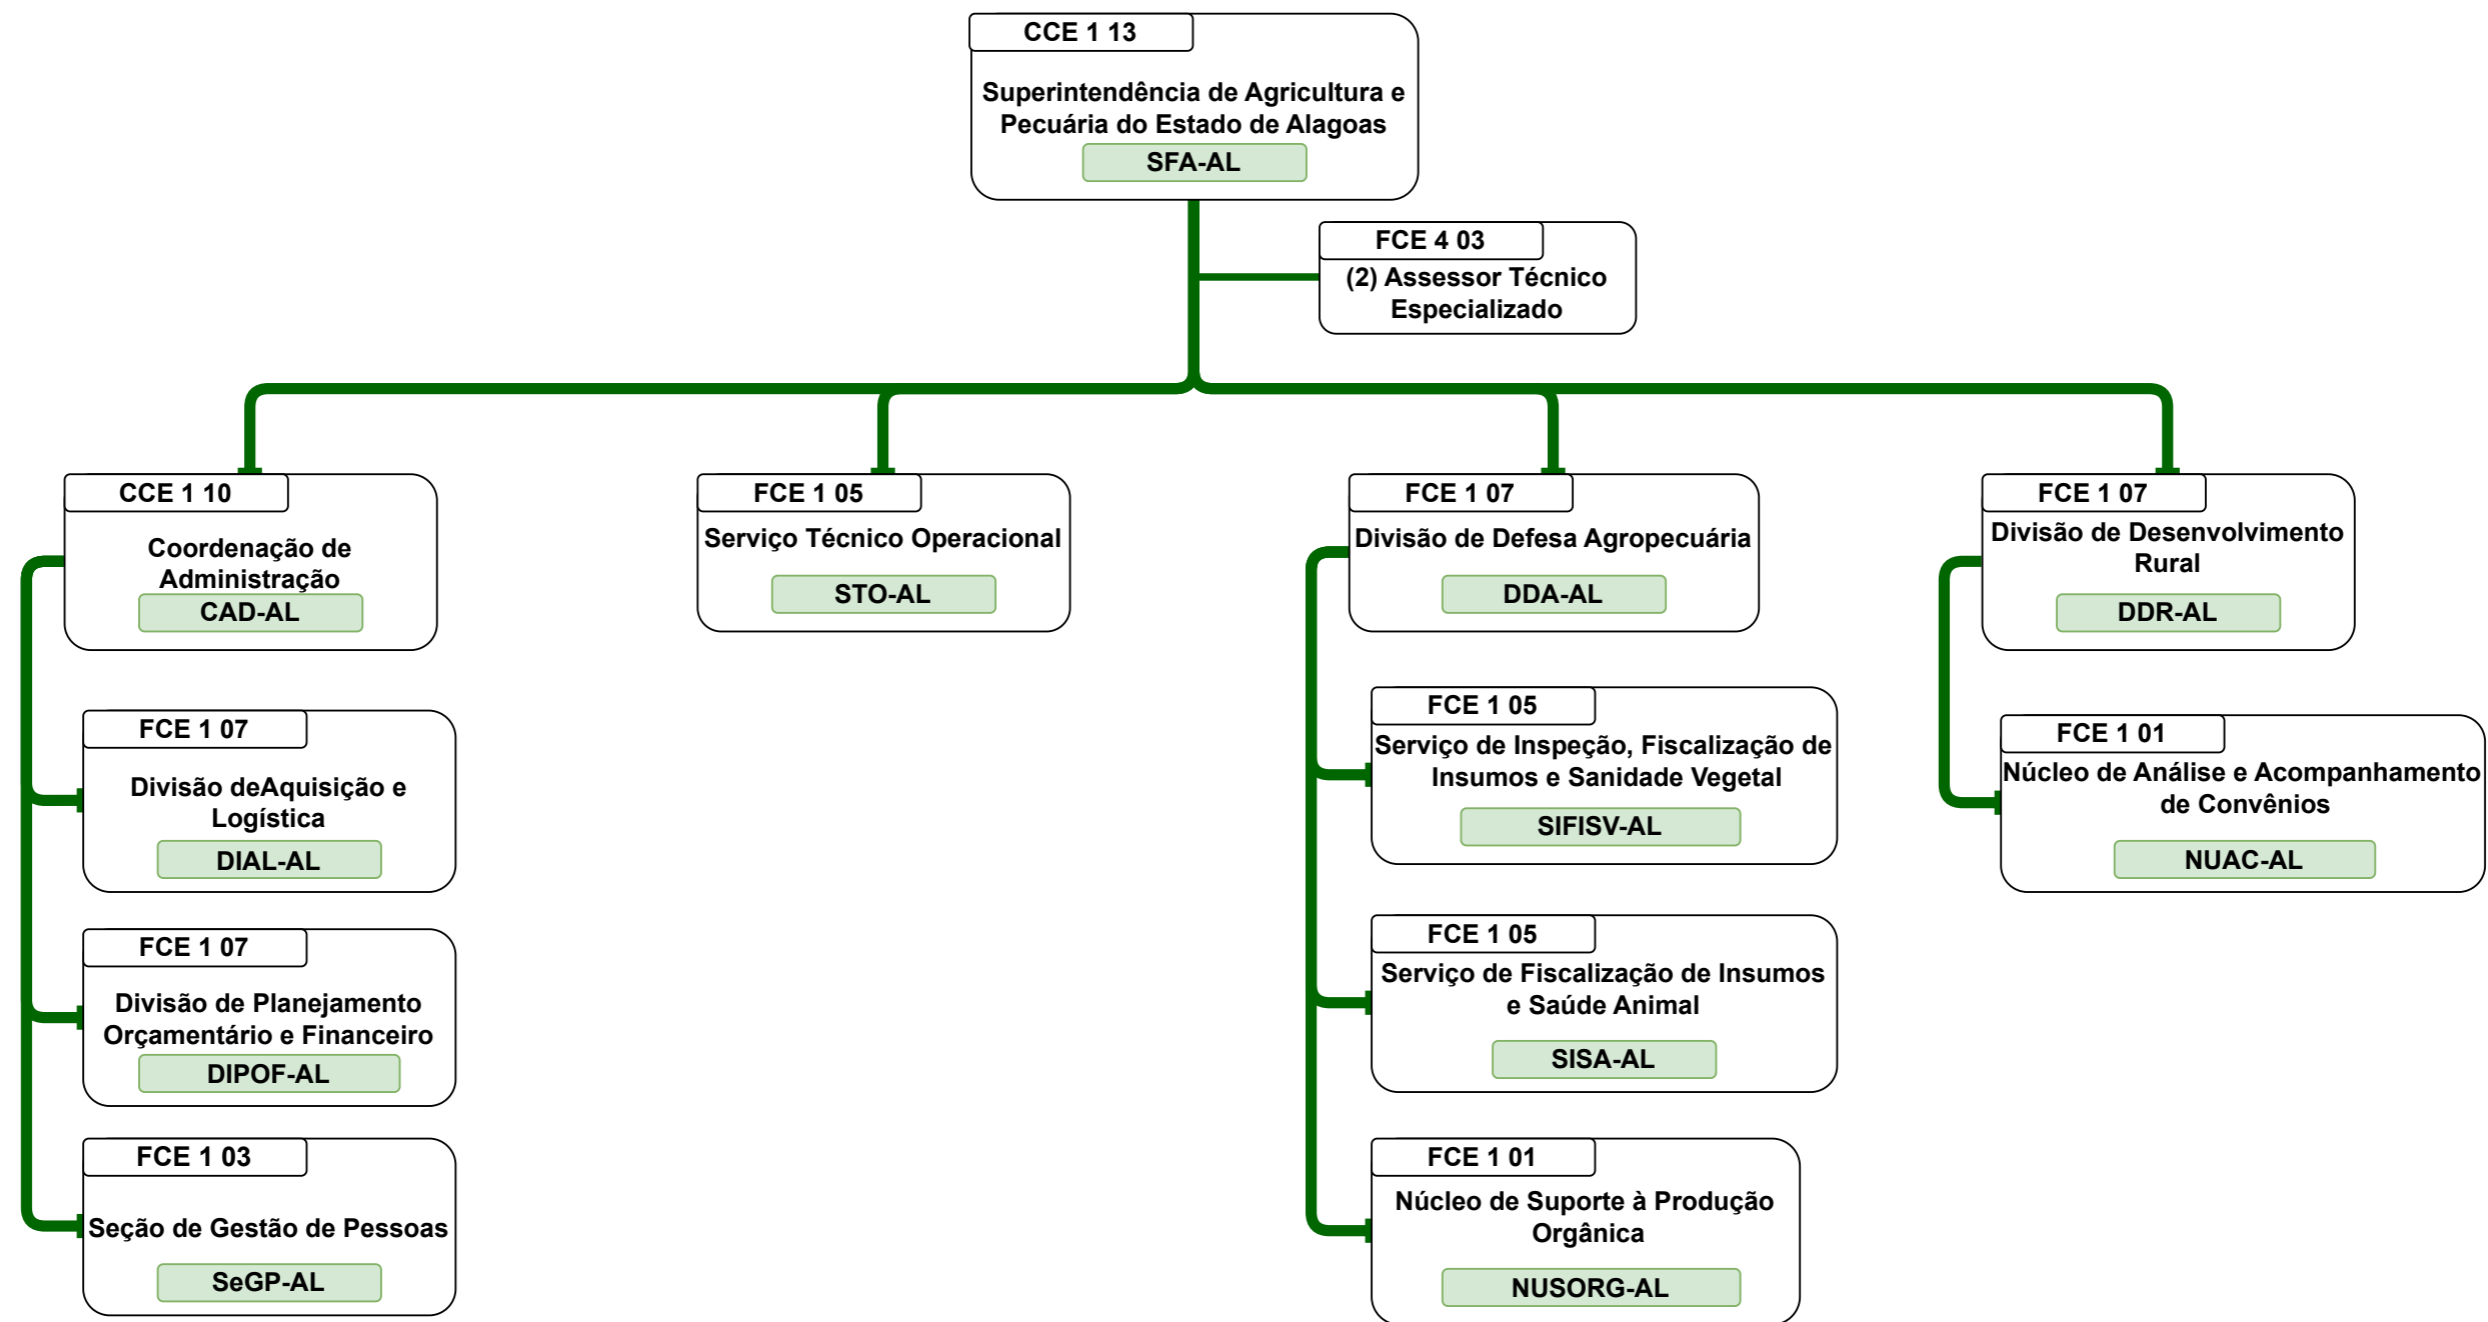 CCE 1 13
Superintendência de Agricultura e
Pecuária do Estado de Alagoas
SFA-AL
FCE 4 03
(2) Assessor Técnico
Especializado
CCE 1 10
Coordenação de
Administração
CAD-AL
FCE 1 07
Divisão deAquisição e
Logística
DIAL-AL
FCE 1 07
Divisão de Planejamento
Orçamentário e Financeiro
DIPOF-AL
FCE 1 03
Seção de Gestão de Pessoas
SeGP-AL
FCE 1 05
Serviço Técnico Operacional
STO-AL
FCE 1 07
Divisão de Defesa Agropecuária
DDA-AL
FCE 1 05
Serviço de Inspeção, Fiscalização de
Insumos e Sanidade Vegetal
SIFISV-AL
FCE 1 05
Serviço de Fiscalização de Insumos
e Saúde Animal
SISA-AL
FCE 1 01
Núcleo de Suporte à Produção
Orgânica
NUSORG-AL
FCE 1 07
Divisão de Desenvolvimento
Rural
DDR-AL
FCE 1 01
Núcleo de Análise e Acompanhamento
de Convênios
NUAC-AL